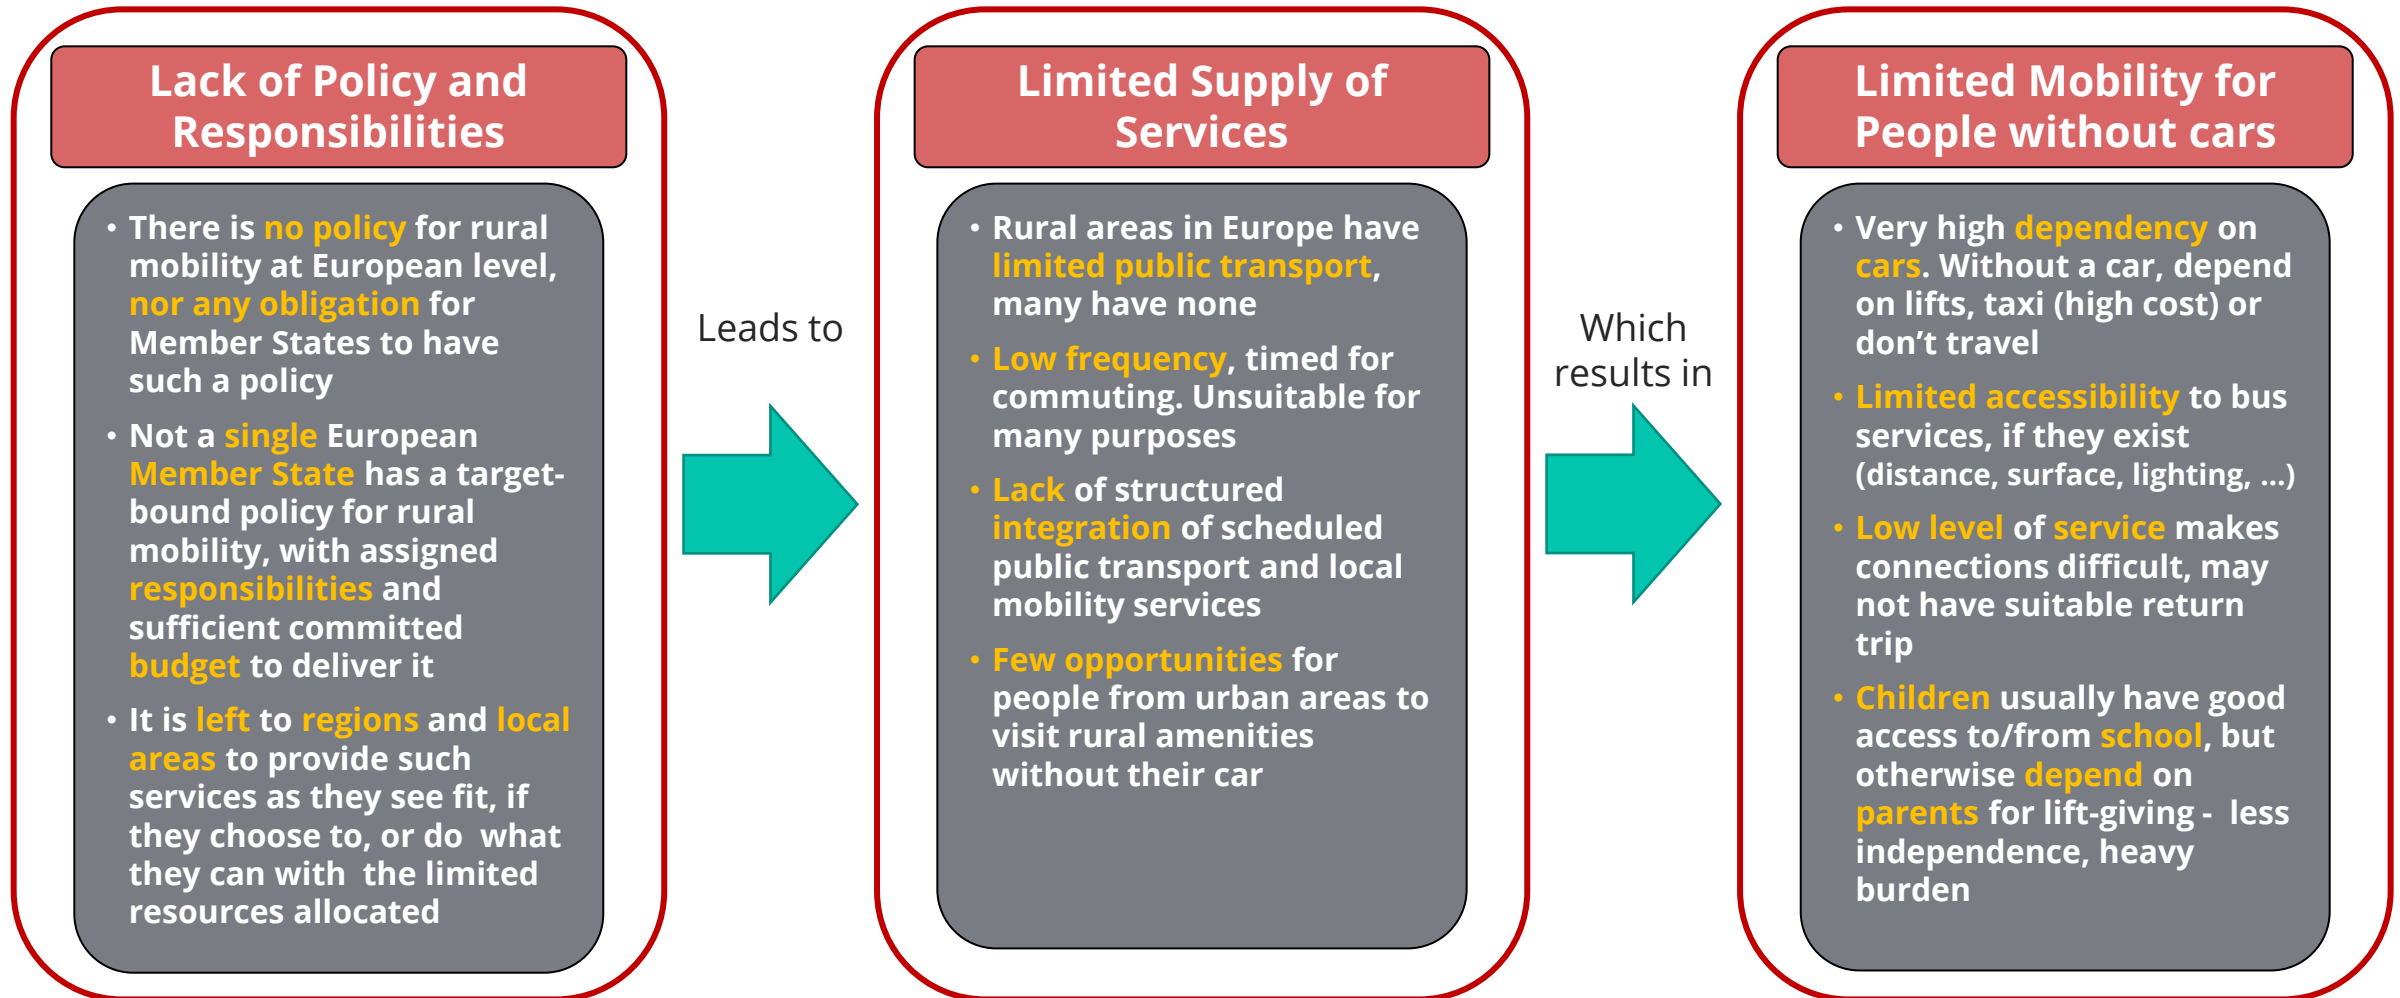 Lack of Policy and
Responsibilities
• There is no policy for rural
mobility at European level,
nor any obligation for
Member States to have
such a policy
• Not a single European
Member State has a target-
bound policy for rural
mobility, with assigned
responsibilities and
sufficient committed
budget to deliver it
• It is left to regions and local
areas to provide such
services as they see fit, if
they choose to, or do  what
they can with  the limited
resources allocated
Leads to
Limited Supply of
Services
• Rural areas in Europe have
limited public transport,
many have none
• Low frequency, timed for
commuting. Unsuitable for
many purposes
• Lack of structured
integration of scheduled
public transport and local
mobility services
• Few opportunities for
people from urban areas to
visit rural amenities
without their car
Which
results in
Limited Mobility for
People without cars
• Very high dependency on
cars. Without a car, depend
on lifts, taxi (high cost) or
don’t travel
• Limited accessibility to bus
services, if they exist
(distance, surface, lighting, …)
• Low level of service makes
connections difficult, may
not have suitable return
trip
• Children usually have good
access to/from school, but
otherwise depend on
parents for lift-giving -  less
independence, heavy
burden